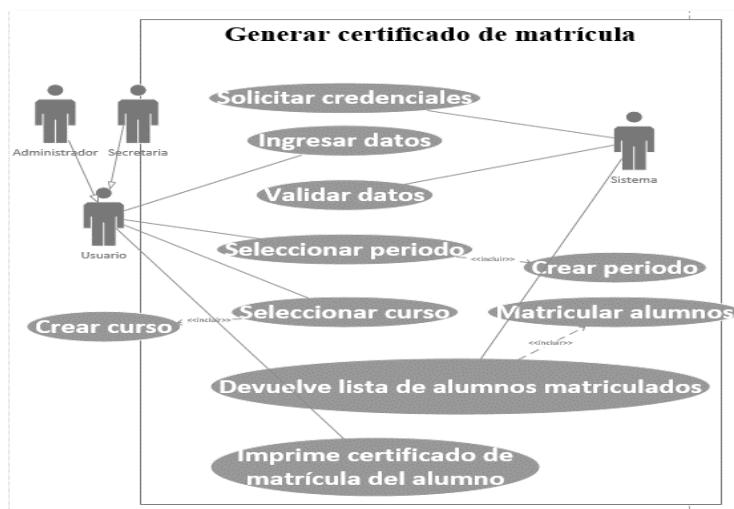 Generar certificado de matrícula
Solicitar credenciales
Administrador
Secretaria
Ingresar datos
Sistema
Validar datos
Usuario
Seleccionar periodo
<<incluir>>
Crear periodo
Crear curso
<<incluir>>
Seleccionar curso
Matricular alumnos
<<incluir>>
Devuelve lista de alumnos matriculados
Imprime certificado de
matrícula del alumno